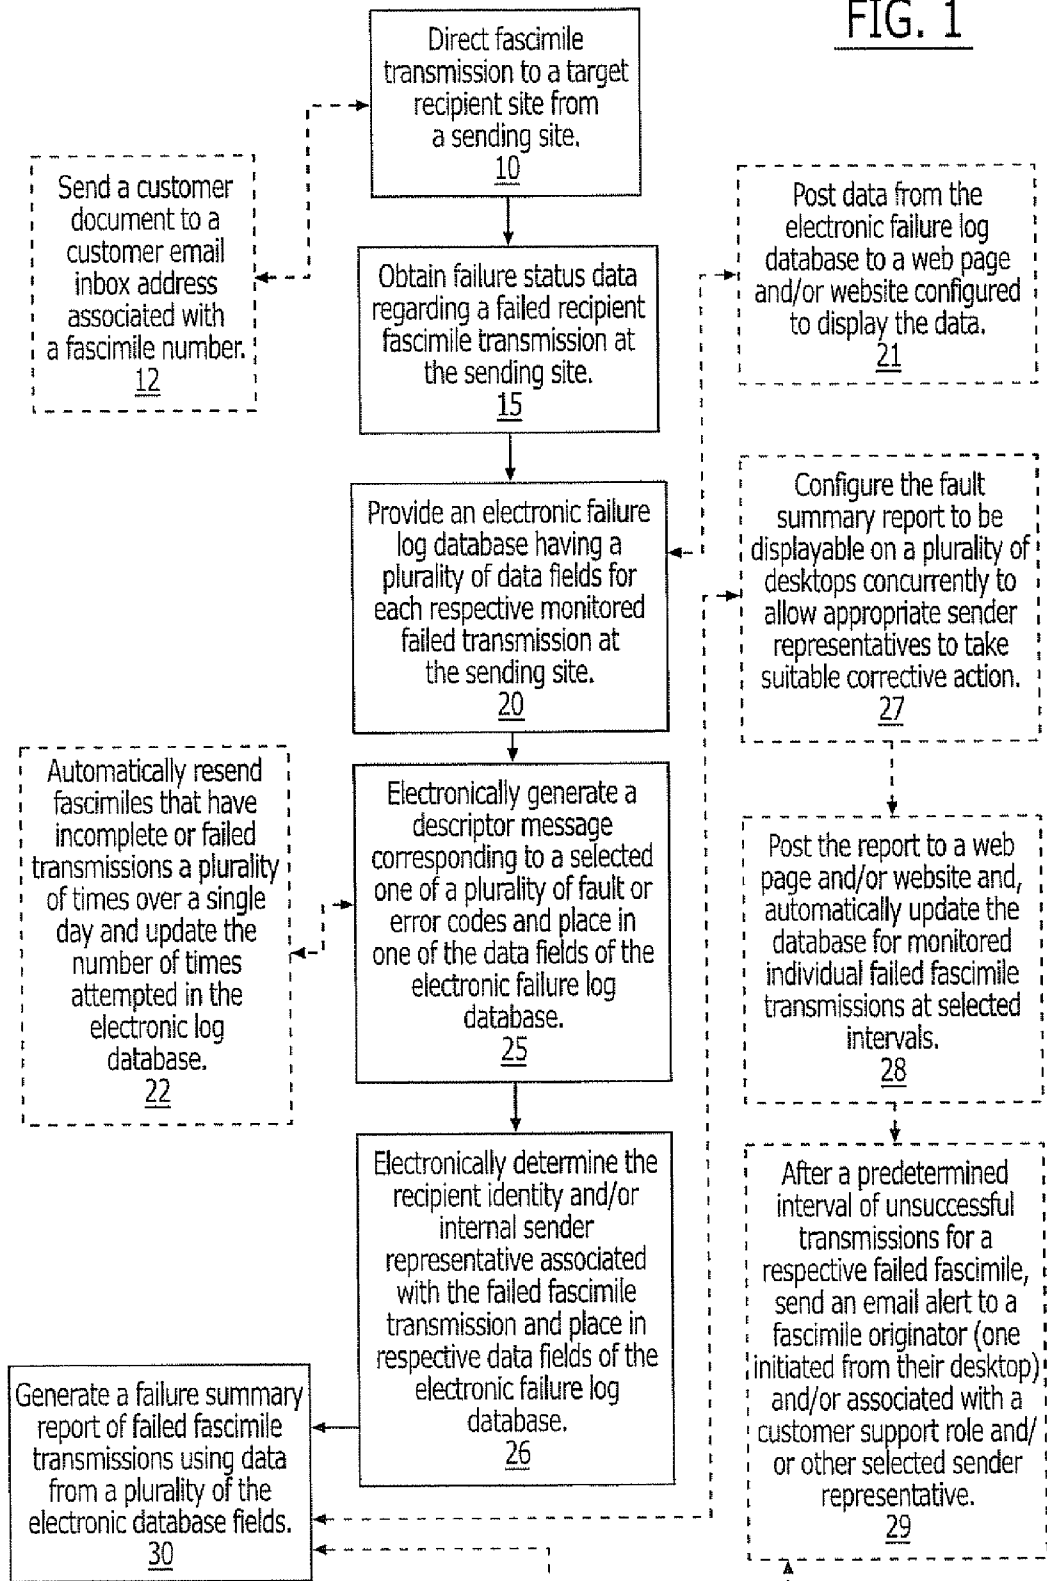 FIG. 1
Direct fascimile
transmission to a target
recipient site from
a sending site.
10
Send a customer
document to a
customer email
inbox address
associated with
a fascimile number.
12
Obtain failure status data
regarding a failed recipient
fascimile transmission at
the sending site.
15
Post data from the
electronic failure log
database to a web page
and/or website configured
to display the data.
21
Provide an electronic failure
log database having a
plurality of data fields for
each respective monitored
failed transmission at
the sending site.
20
Configure the fault
summary report to be
displayable on a plurality of
desktops concurrently to
allow appropriate sender
representatives to take
suitable corrective action.
27
Automatically resend
fascimiles that have
incomplete or failed
transmissions a plurality
of times over a single
day and update the
number of times
attempted in the
electronic log
database.
22
Electronically generate a
descriptor message
corresponding to a selected
one of a plurality of fault or
error codes and place in
one of the data fields of the
electronic failure log
database.
25
Post the report to a web
page and/or website and,
automatically update the
database for monitored
individual failed fascimile
transmissions at selected
intervals.
28
Electronically determine the
recipient identity and/or
internal sender
representative associated
with the failed fascimile
transmission and place in
respective data fields of the
electronic failure log
database.
26
After a predetermined
interval of unsuccessful
transmissions for a
respective failed fascimile,
send an email alert to a
fascimile originator (one
initiated from their desktop)
and/or associated with a
customer support role and/
or other selected sender
representative.
29
Generate a failure summary
report of failed fascimile
transmissions using data
from a plurality of the
electronic database fields.
30